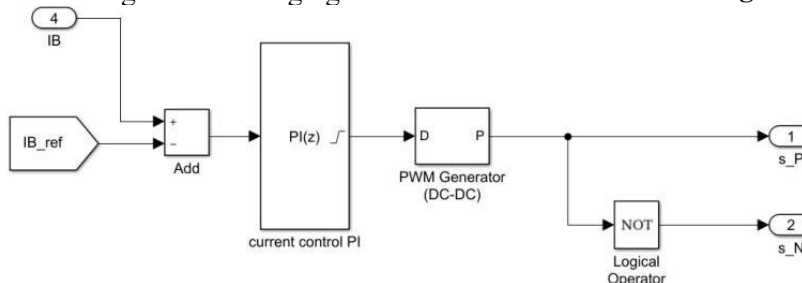 4
IB
IB_ref
+
−
Add
PI(z)
current control PI
D
P
PWM Generator
(DC-DC)
NOT
Logical
Operator
1
s_P
2
s_N